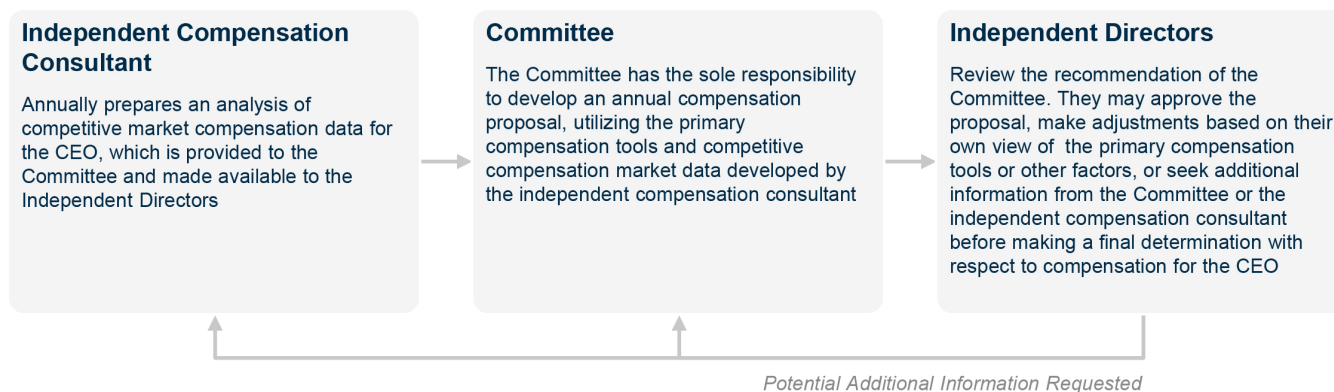 Independent Compensation
Consultant
Annually prepares an analysis of
competitive market compensation data for
the CEO, which is provided to the
Committee and made available to the
Independent Directors
Committee
The Committee has the sole responsibility
to develop an annual compensation
proposal, utilizing the primary
compensation tools and competitive
compensation market data developed by
the independent compensation consultant
Independent Directors
Review the recommendation of the
Committee. They may approve the
proposal, make adjustments based on their
own view of  the primary compensation
tools or other factors, or seek additional
information from the Committee or the
independent compensation consultant
before making a final determination with
respect to compensation for the CEO
Potential Additional Information Requested